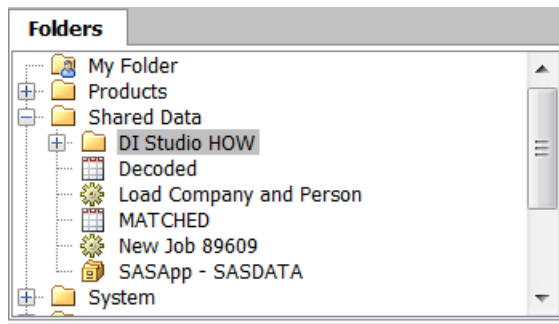 Folders
My Folder
Products
Shared Data
DI Studio HOW
Decoded
Load Company and Person
MATCHED
New Job 89609
SASApp - SASDATA
System